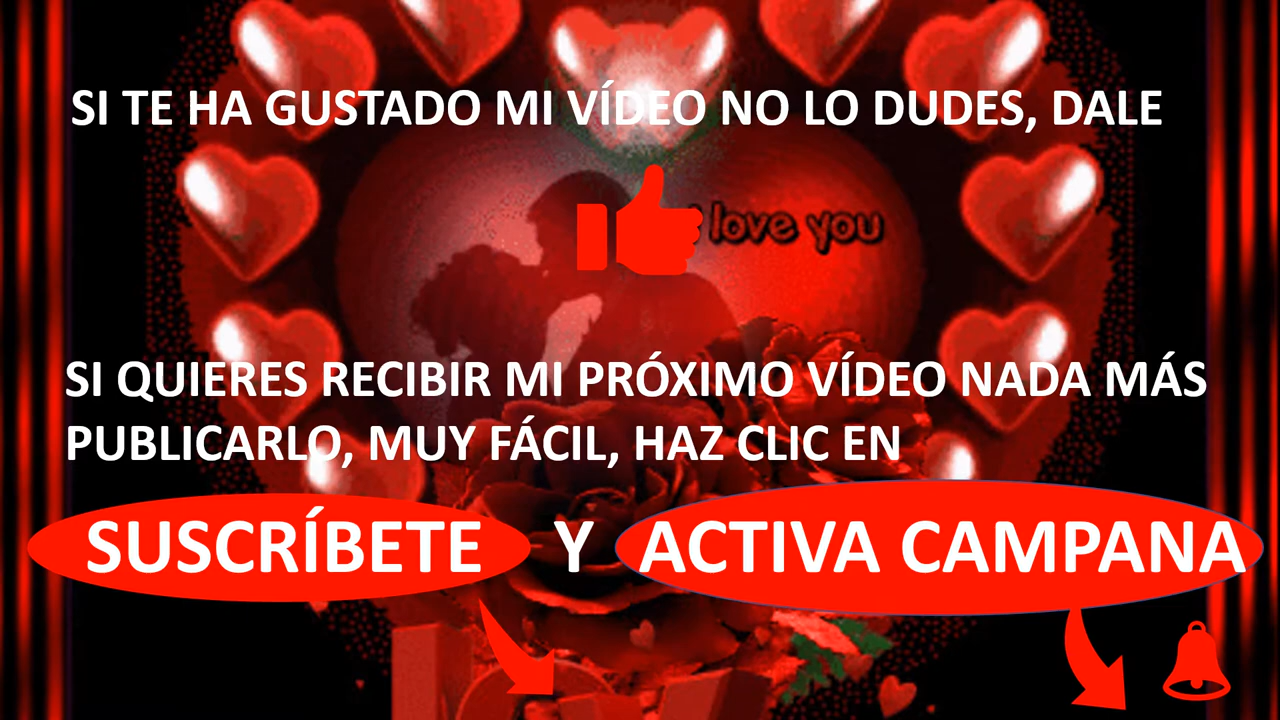 SI TE HA GUSTADO MI VÍDEO NO LO DUDES, DALE
love you
SI QUIERES RECIBIR MI PRÓXIMO VÍDEO NADA MÁS
PUBLICARLO, MUY FÁCIL, HAZ CLIC EN
SUSCRÍBETE Y ACTIVA CAMPANA